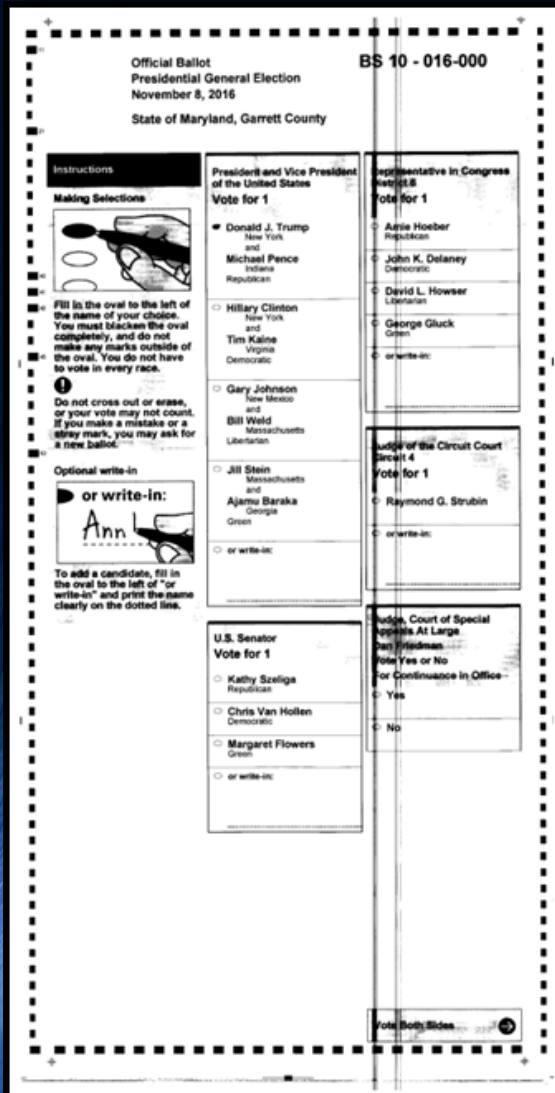 Official Ballot
Presidential General Election
November 8, 2016
State of Maryland, Garrett County
BS 10 - 016-000
Instructions
Making Selections
Fill in the oval to the left of
the name of your choice.
You must blacken the oval
completely, and do not
make any marks outside of
the oval. You do not have
to vote in every race.
Do not cross out or erase,
or your vote may not count.
If you make a mistake or a
stray mark, you may ask for
a new ballot.
Optional write-in
or write-in:
Ann
To add a candidate, fill in
the oval to the left of "or
write-in" and print the name
clearly on the dotted line.
President and Vice President
of the United States
Vote for 1
Donald J. Trump
New York
and
Michael Pence
Indiana
Republican
Hillary Clinton
New York
and
Tim Kaine
Virginia
Democratic
Gary Johnson
New Mexico
and
Bill Weld
Massachusetts
Libertarian
Jill Stein
Massachusetts
and
Ajamu Baraka
Georgia
Green
or write-in:
U.S. Senator
Vote for 1
Kathy Szeliga
Republican
Chris Van Hollen
Democratic
Margaret Flowers
Green
or write-in:
Representative in Congress
District 6
Vote for 1
Amie Hoeber
Republican
John K. Delaney
Democratic
David L. Howser
Libertarian
George Gluck
Green
or write-in:
Judge of the Circuit Court
Circuit 4
Vote for 1
Raymond G. Strubin
or write-in:
Judge, Court of Special
Appeals At Large
Dan Friedman
Vote Yes or No
For Continuance in Office
Yes
No
Vote Both Sides